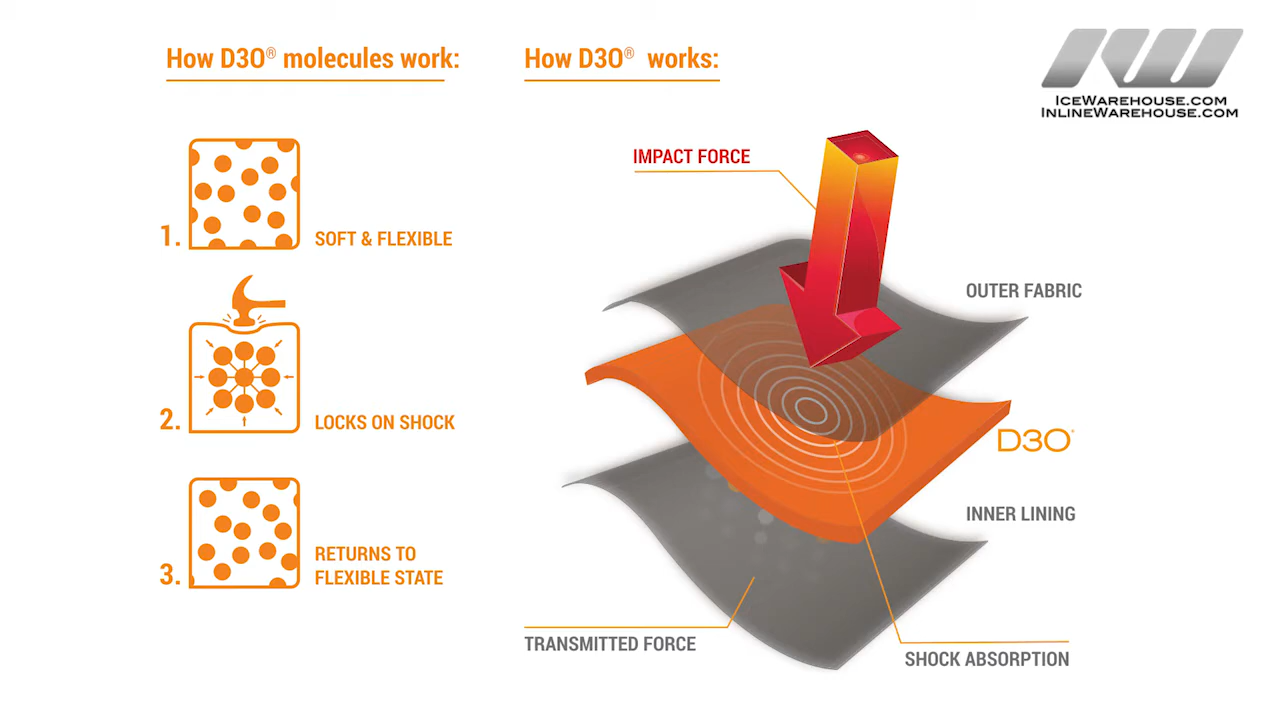 How D3O® molecules work:
How D3O® works:
IW
IceWarehouse.com
InlineWarehouse.com
1.
SOFT & FLEXIBLE
2.
LOCKS ON SHOCK
3.
RETURNS TO
FLEXIBLE STATE
IMPACT FORCE
OUTER FABRIC
D3O®
INNER LINING
TRANSMITTED FORCE
SHOCK ABSORPTION